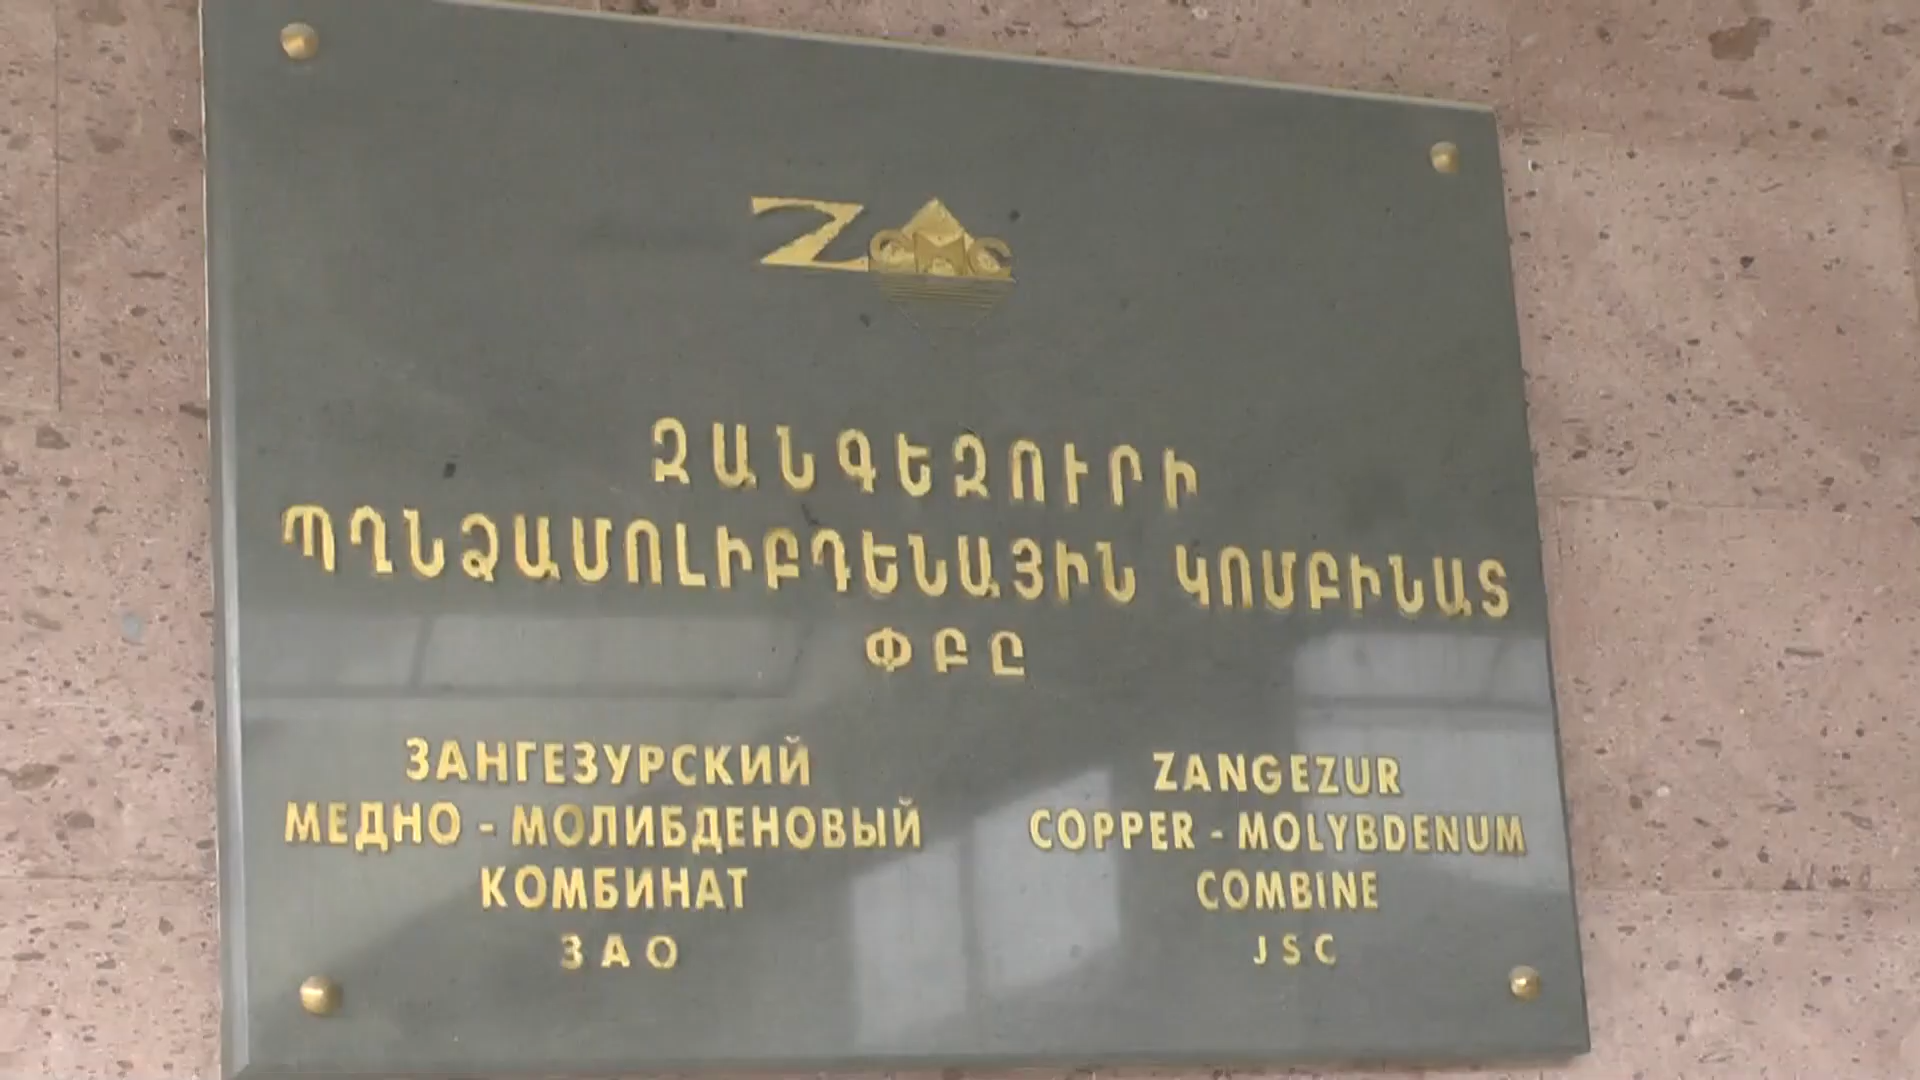 ZCMC
ԶԱՆԳԵԶՈՒՐԻ
ՊՂՆՁԱՄՈԼԻԲԴԵՆԱՅԻՆ ԿՈՄԲԻՆԱՏ
ՓԲԸ
ЗАНГЕЗУРСКИЙ
МЕДНО - МОЛИБДЕНОВЫЙ
КОМБИНАТ
ЗАО
ZANGEZUR
COPPER - MOLYBDENUM
COMBINE
JSC